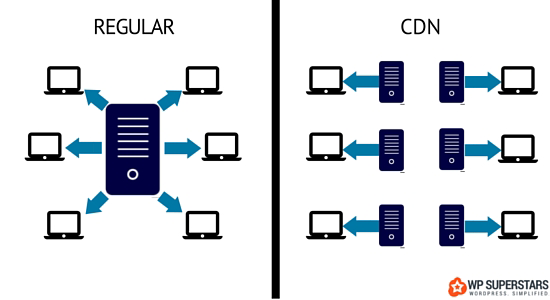 REGULAR
CDN
WP SUPERSTARS
WORDPRESS. SIMPLIFIED.